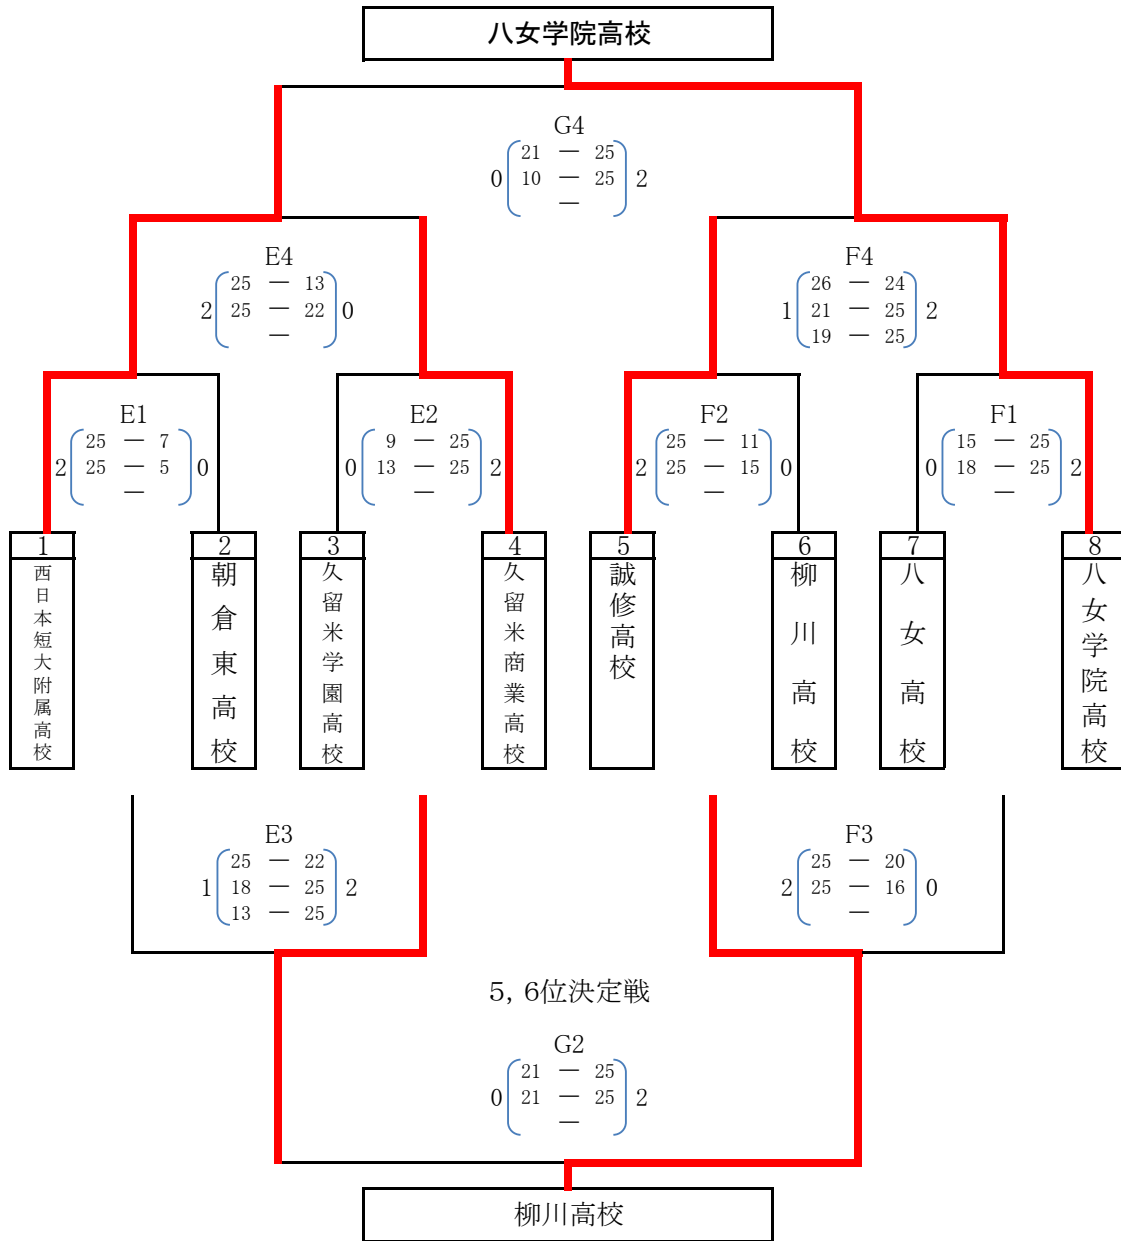 八女学院高校
G4
21 － 25
0 10 － 25 2
－
E4 F4
25 － 13 26 － 24
2 25 － 22 0 1 21 － 25 2
－ 19 － 25
E1 E2 F2 F1
25 － 7 9 － 25 25 － 11 15 － 25
2 25 － 5 0 0 13 － 25 2 2 25 － 15 0 0 18 － 25 2
－ － － －
1 2 3 4 5 6 7 8
西日本短大附属高校
朝倉東高校
久留米学園高校
久留米商業高校
誠修高校
柳川高校
八女高校
八女学院高校
E3 F3
25 － 22 25 － 20
1 18 － 25 2 2 25 － 16 0
13 － 25 －
5, 6位決定戦
G2
21 － 25
0 21 － 25 2
－
柳川高校